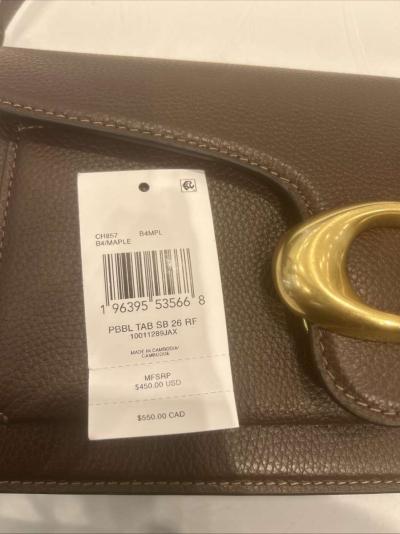 CH857 B4MPL
B4/MAPLE
1 96395 53566 8
PBBL TAB SB 26 RF
10011289JAX
MADE IN CAMBODIA/
CAMBODGE
MFSRP
$450.00 USD
$550.00 CAD